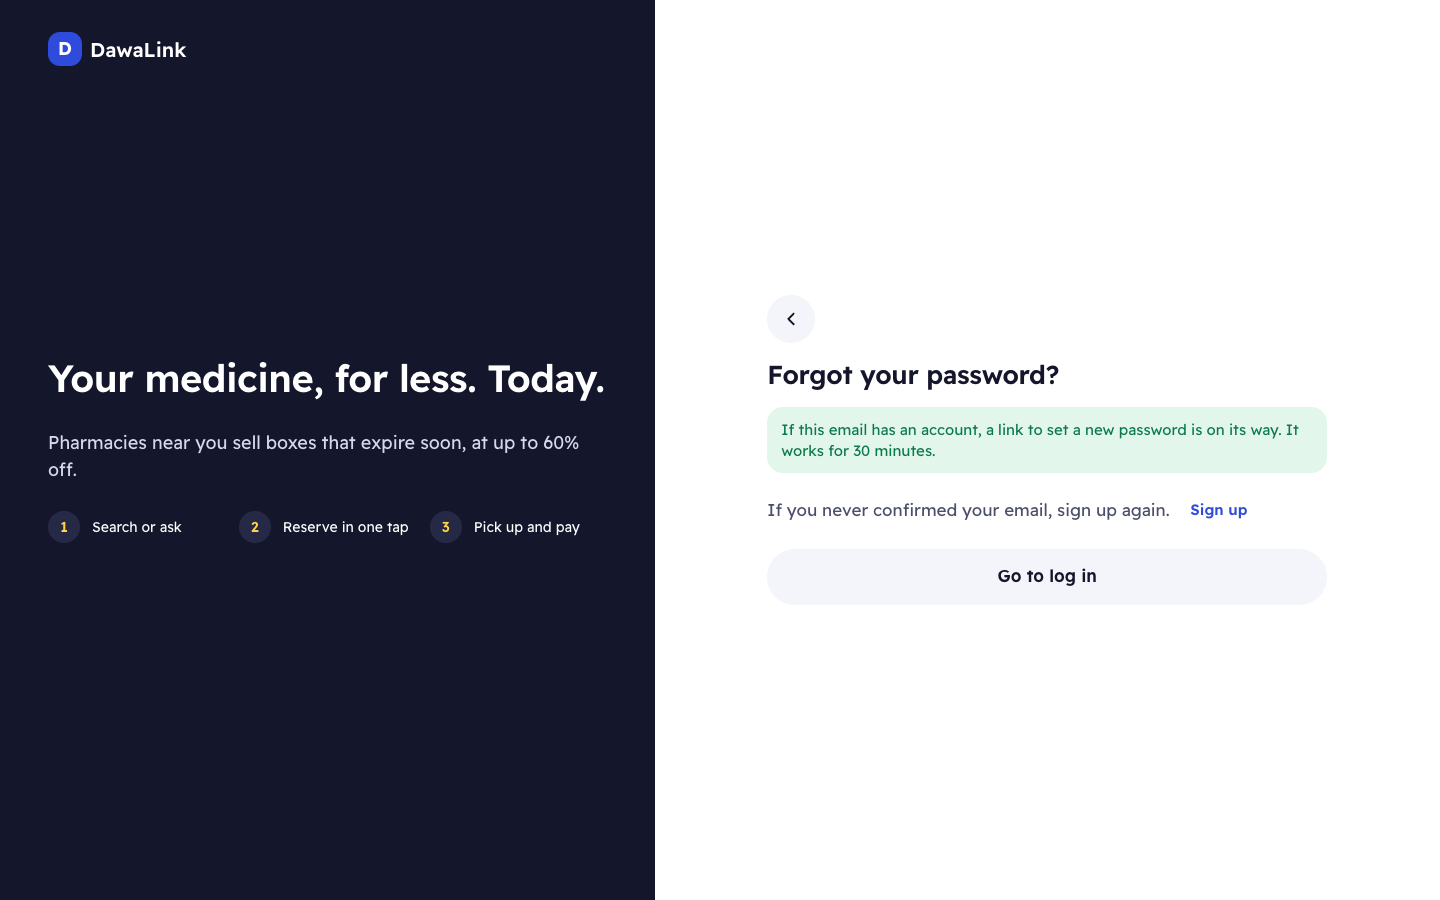 D DawaLink
Your medicine, for less. Today.
Pharmacies near you sell boxes that expire soon, at up to 60%
off.
1 Search or ask 2 Reserve in one tap 3 Pick up and pay
Forgot your password?
If this email has an account, a link to set a new password is on its way. It
works for 30 minutes.
If you never confirmed your email, sign up again. Sign up
Go to log in